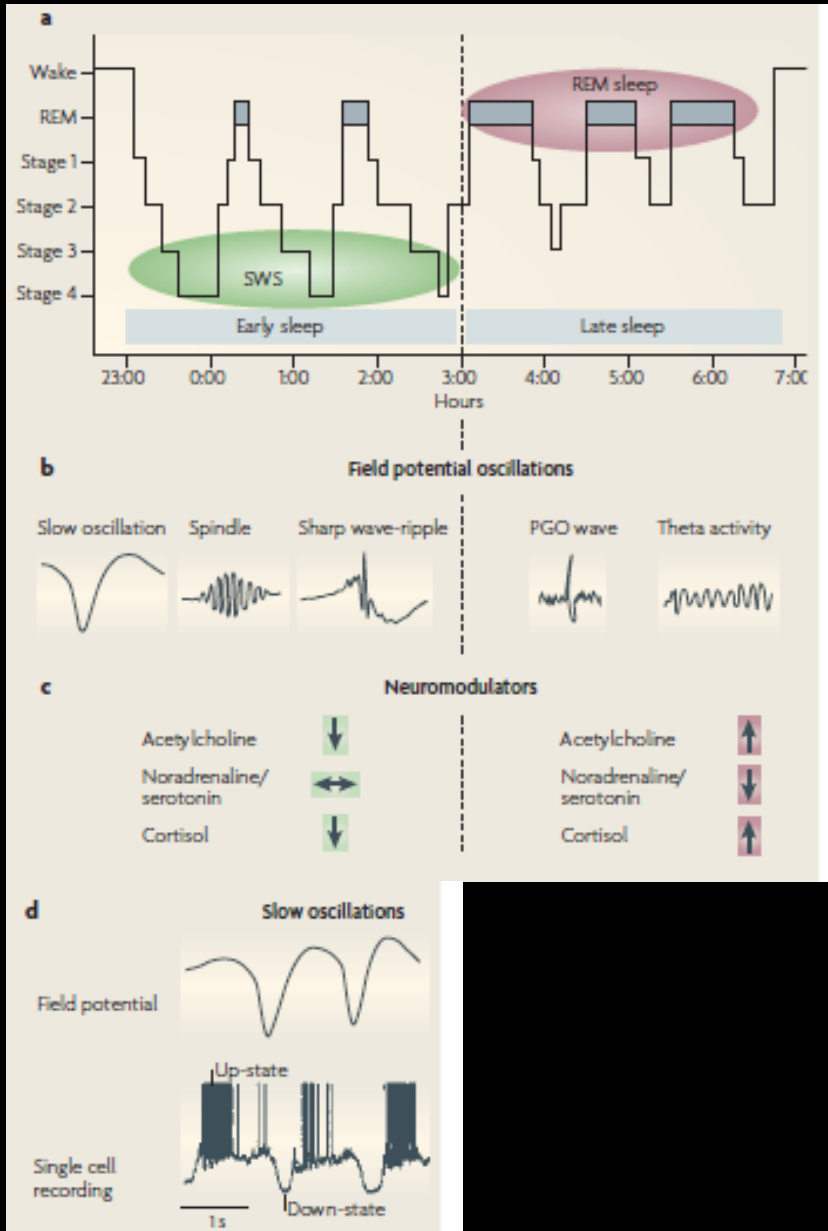 a
Wake
REM
Stage 1
Stage 2
Stage 3
Stage 4
REM sleep
SWS
Early sleep
Late sleep
23:00 0:00 1:00 2:00 3:00 4:00 5:00 6:00 7:00
Hours
b
Field potential oscillations
Slow oscillation Spindle Sharp wave-ripple PGO wave Theta activity
c
Neuromodulators
Acetylcholine
Noradrenaline/
serotonin
Cortisol
Acetylcholine
Noradrenaline/
serotonin
Cortisol
d
Slow oscillations
Field potential
Up-state
Single cell
recording
Down-state
1 s